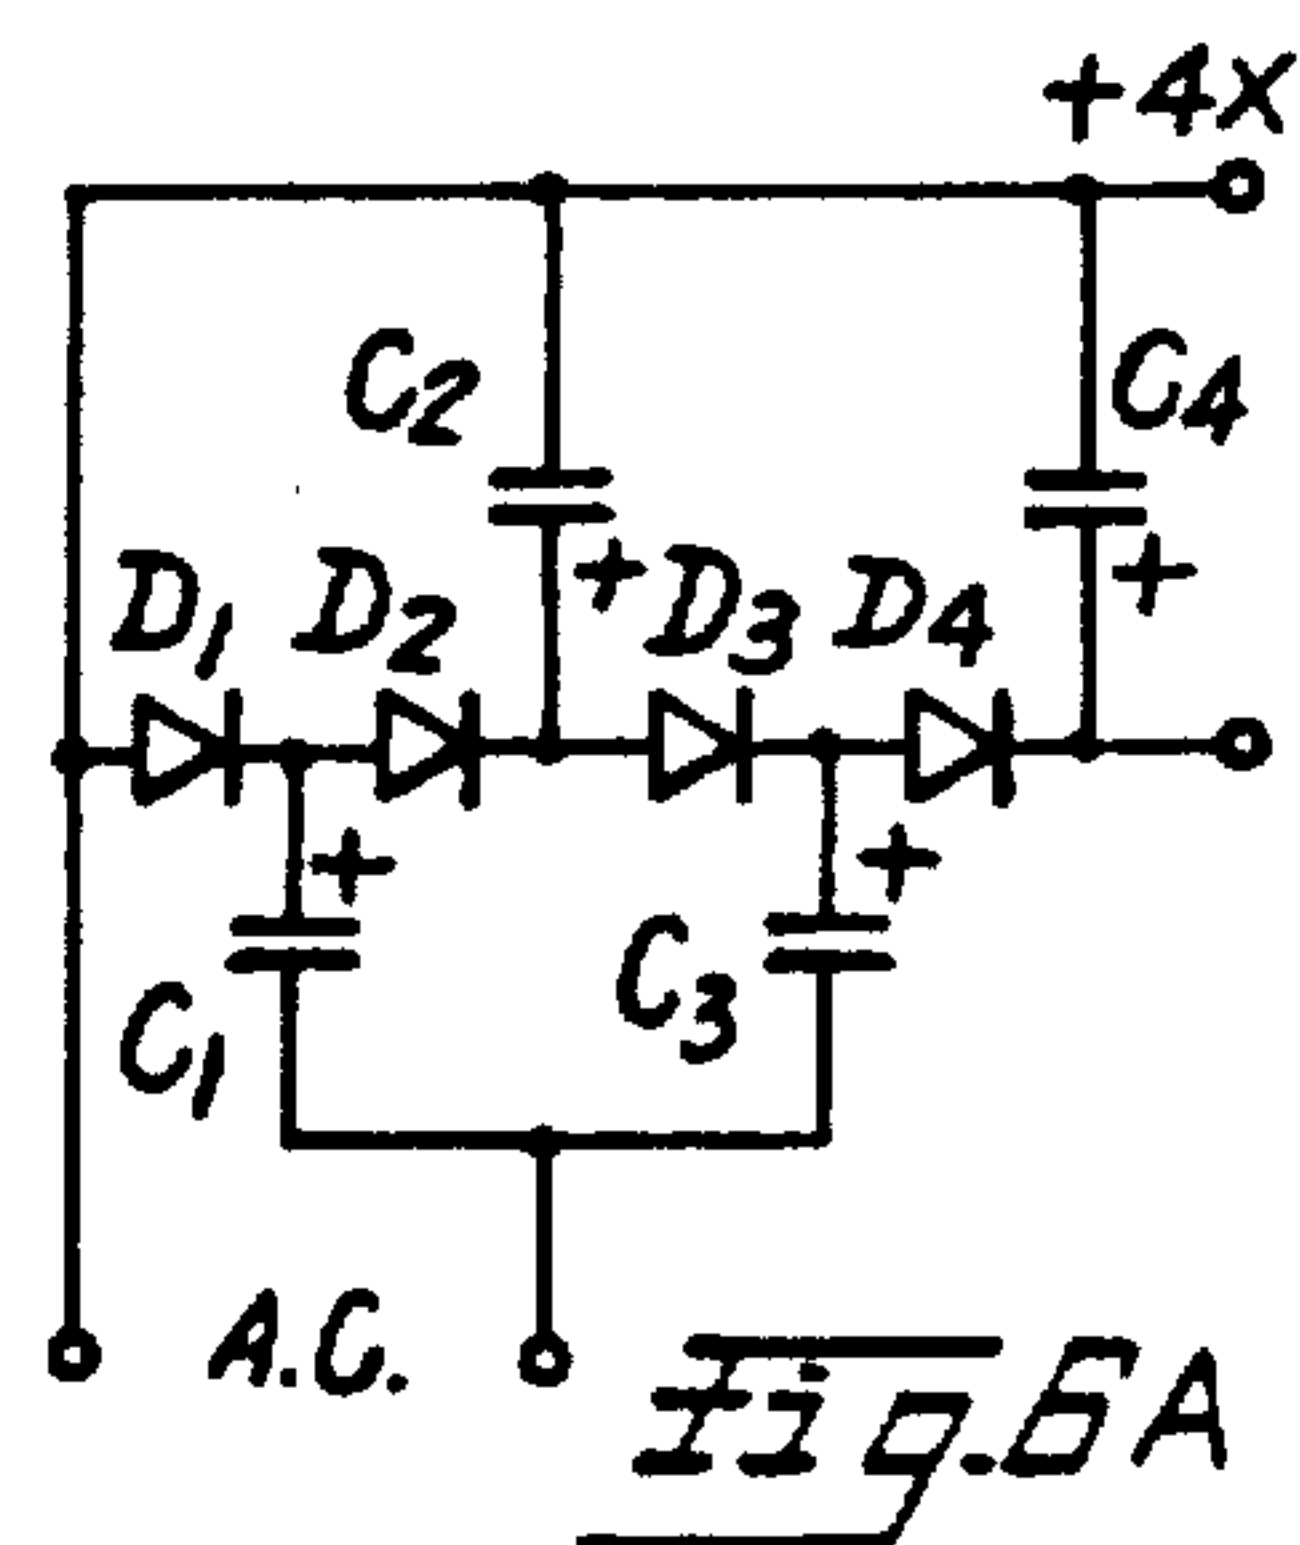 +4X
C2
C4
D1 D2 + D3 D4 +
+ +
C1
C3
A.C.
Fig. 6A